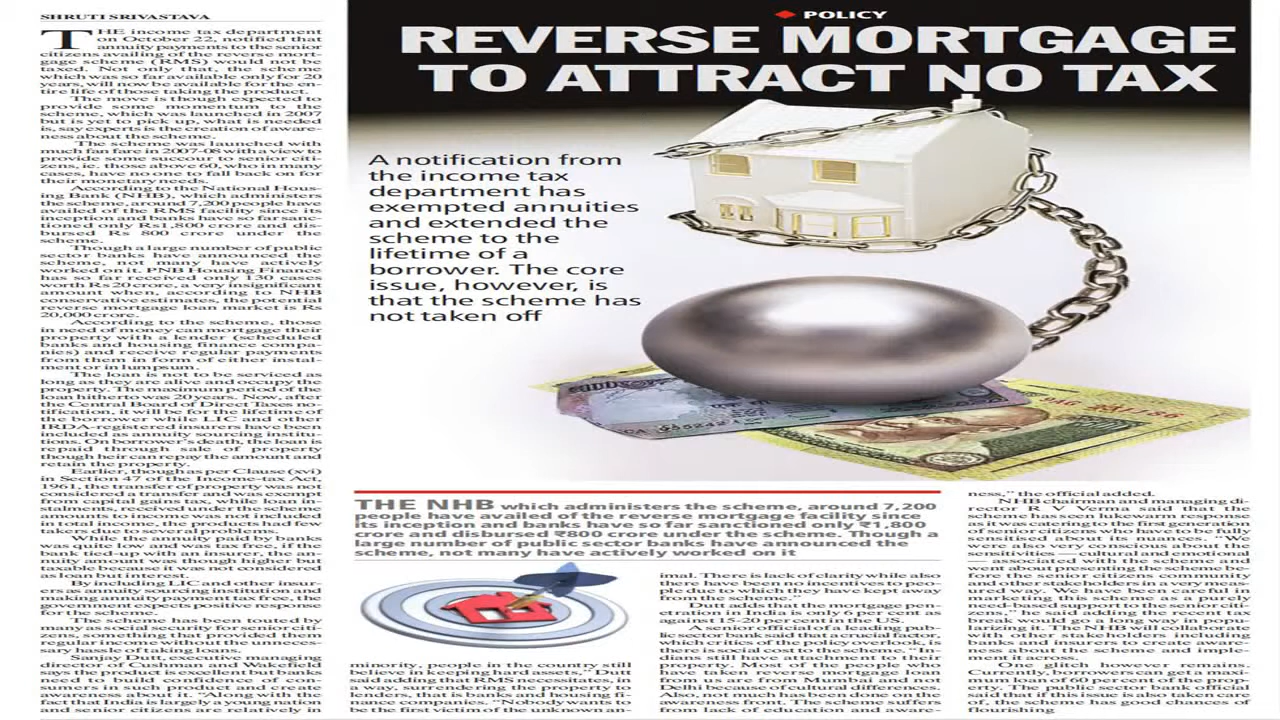 SHRUTI SRIVASTAVA
THE income tax department
on October 22, notified that
annuity payments to the senior
citizens availing of the reverse mort-
gage scheme (RMS) would not be
taxed. Not only that, the scheme
which was so far available only for 20
years, will now be available for the en-
tire life of those taking the product.
The move is though expected to
provide some momentum to the
scheme, which was launched in 2007
but is yet to pick up, what is needed
is, say experts is the creation of aware-
ness about the scheme.
The scheme was launched with
much fan fare in 2007-08 with a view to
provide some succour to senior citi-
zens, ie. those above 60, who in many
cases, have no one to fall back on for
their monetary needs.
According to the National Hous-
ing Bank (NHB), which administers
the scheme, around 7,200 people have
availed of the RMS facility since its
inception and banks have so far sanc-
tioned only Rs1,800 crore and dis-
bursed Rs 800 crore under the
scheme.
Though a large number of public
sector banks have announced the
scheme, not many have actively
worked on it. PNB Housing Finance
has so far received only 130 cases
worth Rs 20 crore, a very insignificant
amount when, according to NHB
conservative estimates, the potential
reverse mortgage loan market is Rs
20,000 crore.
According to the scheme, those
in need of money can mortgage their
property with a lender (scheduled
banks and housing finance compa-
nies) and receive regular payments
from them in form of either instal-
ment or in lumpsum.
The loan is not to be serviced as
long as they are alive and occupy the
property. The maximum period of the
loan hitherto was 20 years. Now, after
the Central Board of Direct Taxes no-
tification, it will be for the lifetime of
the borrower while LIC and other
IRDA-registered insurers have been
included as annuity sourcing institu-
tions. On borrower's death, the loan is
repaid through sale of property
though heir can repay the amount and
retain the property.
Earlier, though as per Clause (xvi)
in Section 47 of the Income-tax Act,
1961, the transfer of property was not
considered a transfer and was exempt
from capital gains tax, while loan in-
stalments, received under the scheme
amounts to income was not included
in total income, the products had few
takers due to several problems.
While the annuity paid by banks
was quite low and was tax free, if the
bank tied-up with an insurer, the an-
nuity amount was though higher but
taxable because it was not considered
as loan but interest.
By including LIC and other insur-
ers as annuity sourcing institution and
making annuity payment tax free, the
government expects positive response
for the scheme.
The scheme has been touted by
many as social security for senior citi-
zens, something that provided them
regular income without the unneces-
sary hassle of taking loans.
Sanjay Dutt, executive managing
director of Cushman and Wakefield
says the product is excellent but banks
need to build confidence of con-
sumers in such product and create
awareness about it. "Along with the
fact that India is largely a young nation
and senior citizens are relatively in
POLICY
REVERSE MORTGAGE
TO ATTRACT NO TAX
A notification from
the income tax
department has
exempted annuities
and extended the
scheme to the
lifetime of a
borrower. The core
issue, however, is
that the scheme has
not taken off
THE NHB which administers the scheme, around 7,200
people have availed of the reverse mortgage facility since
its inception and banks have so far sanctioned only ₹1,800
crore and disbursed ₹800 crore under the scheme. Though a
large number of public sector banks have announced the
scheme, not many have actively worked on it
minority, people in the country still
believe in keeping hard assets," Dutt
said adding that RMS necessitates, in
a way, surrendering the property to
lenders, that is banks and housing fi-
nance companies. "Nobody wants to
be the first victim of the unknown an-
imal. There is lack of clarity while also
there have been no incentives to peo-
ple due to which they have kept away
from the scheme."
Dutt adds that the mortgage pen-
etration in India is only 6 per cent as
against 15-20 per cent in the US.
A senior official of a leading pub-
lic sector bank said that a crucial factor,
which critics of the policy overlook, is
there is social cost to the scheme. "In-
dians still have attachment to their
property. Most of the people who
have taken reverse mortgage loan
from us are from Mumbai and not
Delhi because of cultural differences.
Also, not much has been done on the
awareness front. The scheme suffers
from lack of education and aware-
ness," the official added.
NHB chairman and managing di-
rector R V Verma said that the
scheme has seen lukewarm response
as it was catering to the first generation
of senior citizens who have to be fully
sensitised about its nuances. "We
were also very conscious about the
sensitivities — cultural and emotional
— associated with the scheme and
went about presenting the scheme be-
fore the senior citizens community
and other stakeholders in a very meas-
ured way. We have been careful in
marketing this scheme as a purely
need-based support to the senior citi-
zens," he said adding the recent tax
break would go a long way in popu-
larizing it. The NHB will collaborate
with other stakeholders including
banks and insurers to create aware-
ness about the scheme and imple-
ment it across.
One glitch however remains.
Currently, borrowers can get a maxi-
mum loan of 60 per cent of the prop-
erty. The public sector bank official
said that if this issue is also taken care
of, the scheme has good chances of
flourishing